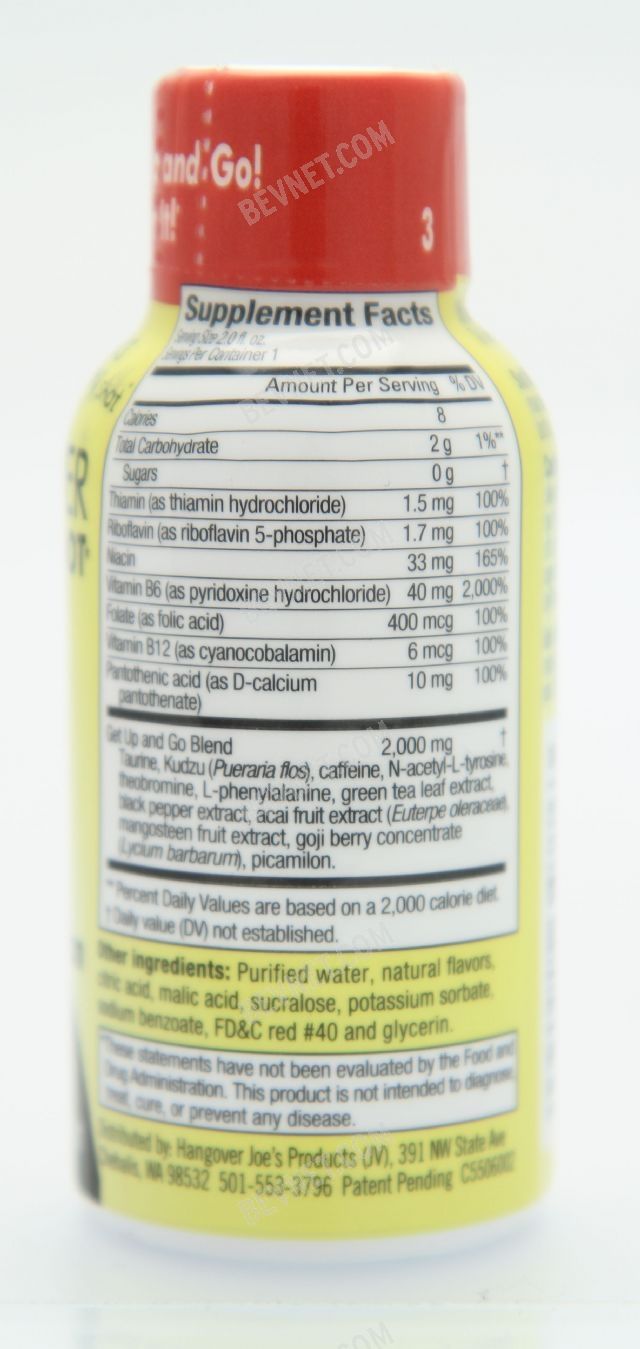 and Go!
it!
3
BEVNET.COM
Supplement Facts
Serving Size 2.0 fl. oz.
Servings Per Container 1
Amount Per Serving % DV
Calories 8
Total Carbohydrate 2 g 1%**
Sugars 0 g †
Thiamin (as thiamin hydrochloride) 1.5 mg 100%
Riboflavin (as riboflavin 5-phosphate) 1.7 mg 100%
Niacin 33 mg 165%
Vitamin B6 (as pyridoxine hydrochloride) 40 mg 2,000%
Folate (as folic acid) 400 mcg 100%
Vitamin B12 (as cyanocobalamin) 6 mcg 100%
Pantothenic acid (as D-calcium 10 mg 100%
pantothenate)
Get Up and Go Blend 2,000 mg †
Taurine, Kudzu (Pueraria flos), caffeine, N-acetyl-L-tyrosine,
theobromine, L-phenylalanine, green tea leaf extract,
black pepper extract, acai fruit extract (Euterpe oleraceae),
mangosteen fruit extract, goji berry concentrate
(Lycium barbarum), picamilon.
**Percent Daily Values are based on a 2,000 calorie diet.
† Daily value (DV) not established.
Other ingredients: Purified water, natural flavors,
citric acid, malic acid, sucralose, potassium sorbate,
sodium benzoate, FD&C red #40 and glycerin.
*These statements have not been evaluated by the Food and
Drug Administration. This product is not intended to diagnose,
treat, cure, or prevent any disease.
Distributed by: Hangover Joe's Products (JV), 391 NW State Ave
Chehalis, WA 98532 501-553-3796 Patent Pending C5506002